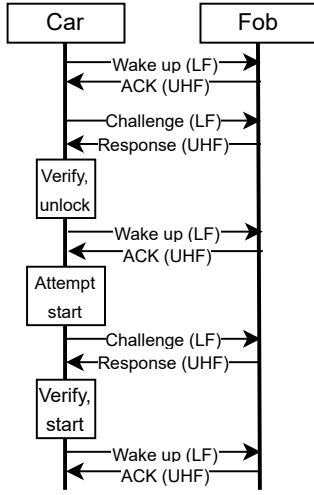 Car
Fob
Wake up (LF)
ACK (UHF)
Challenge (LF)
Response (UHF)
Verify,
unlock
Wake up (LF)
ACK (UHF)
Attempt
start
Challenge (LF)
Response (UHF)
Verify,
start
Wake up (LF)
ACK (UHF)